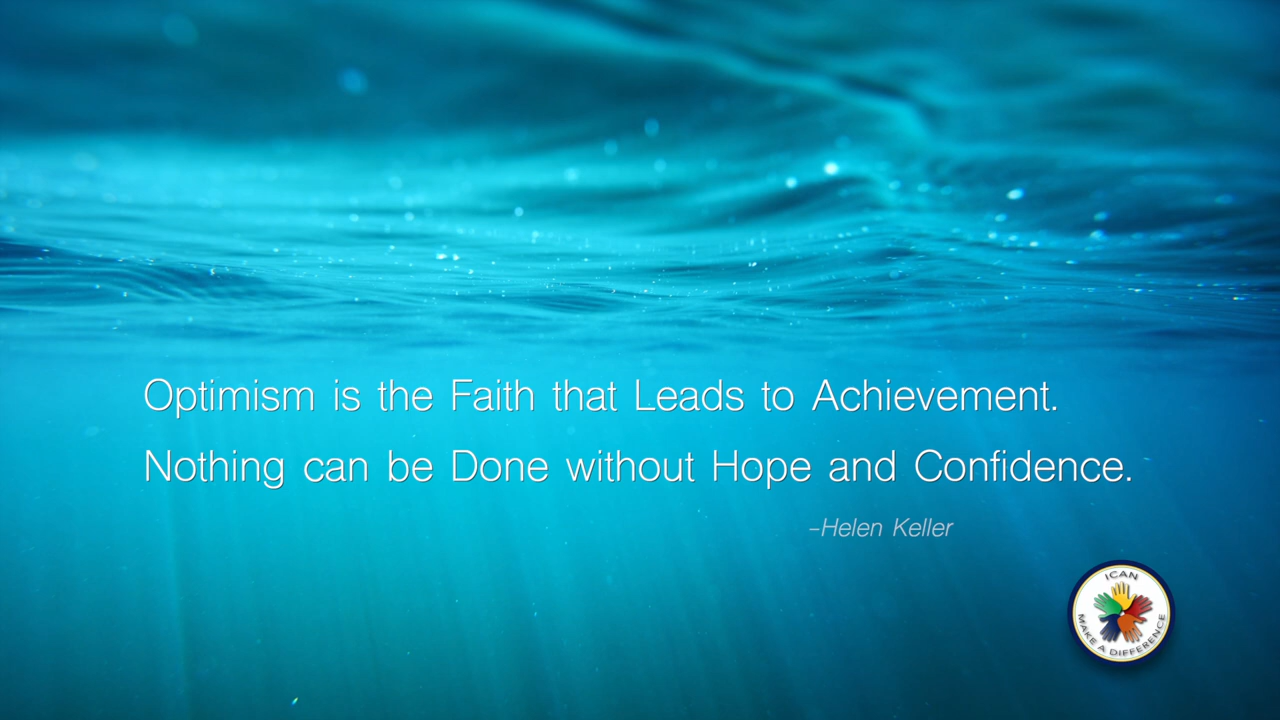 Optimism is the Faith that Leads to Achievement.
Nothing can be Done without Hope and Confidence.
–Helen Keller
ICAN
MAKE A DIFFERENCE